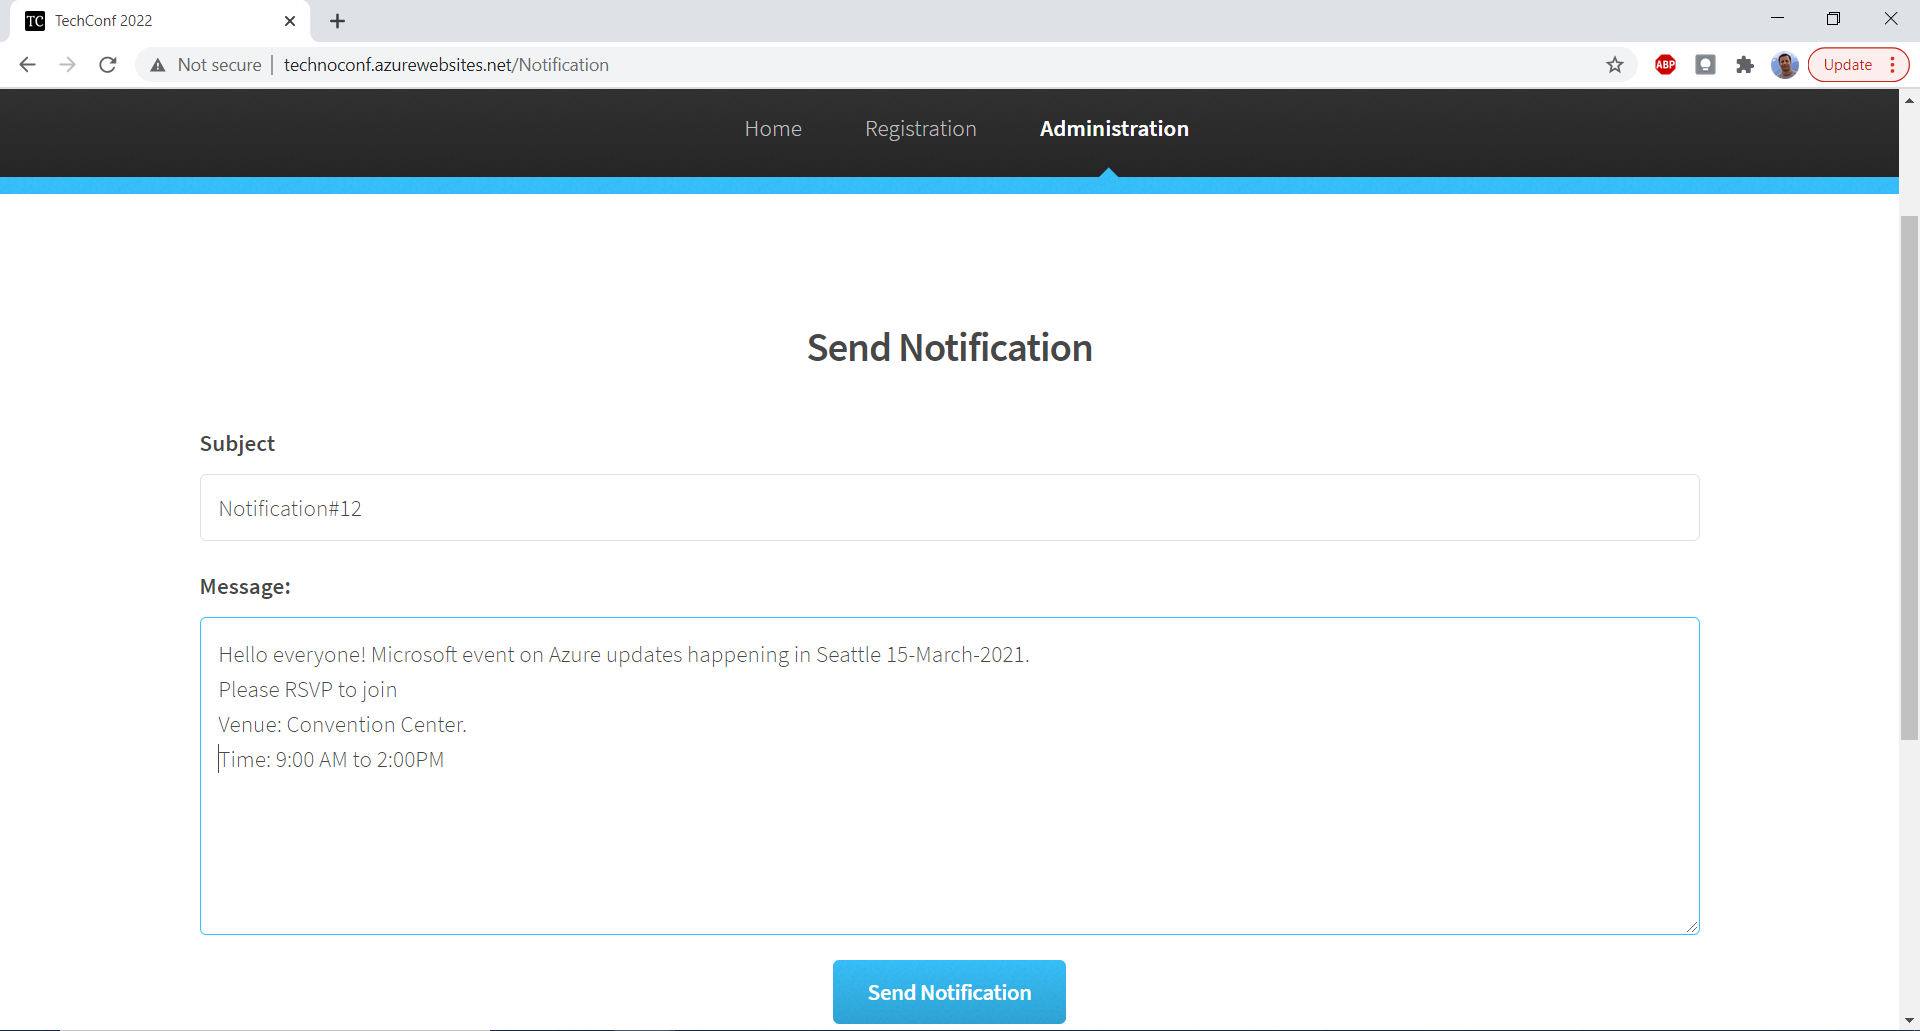 TC TechConf 2022
Not secure technoconf.azurewebsites.net/Notification ABP Update
Home Registration Administration
Send Notification
Subject
Notification#12
Message:
Hello everyone! Microsoft event on Azure updates happening in Seattle 15-March-2021.
Please RSVP to join
Venue: Convention Center.
Time: 9:00 AM to 2:00PM
Send Notification